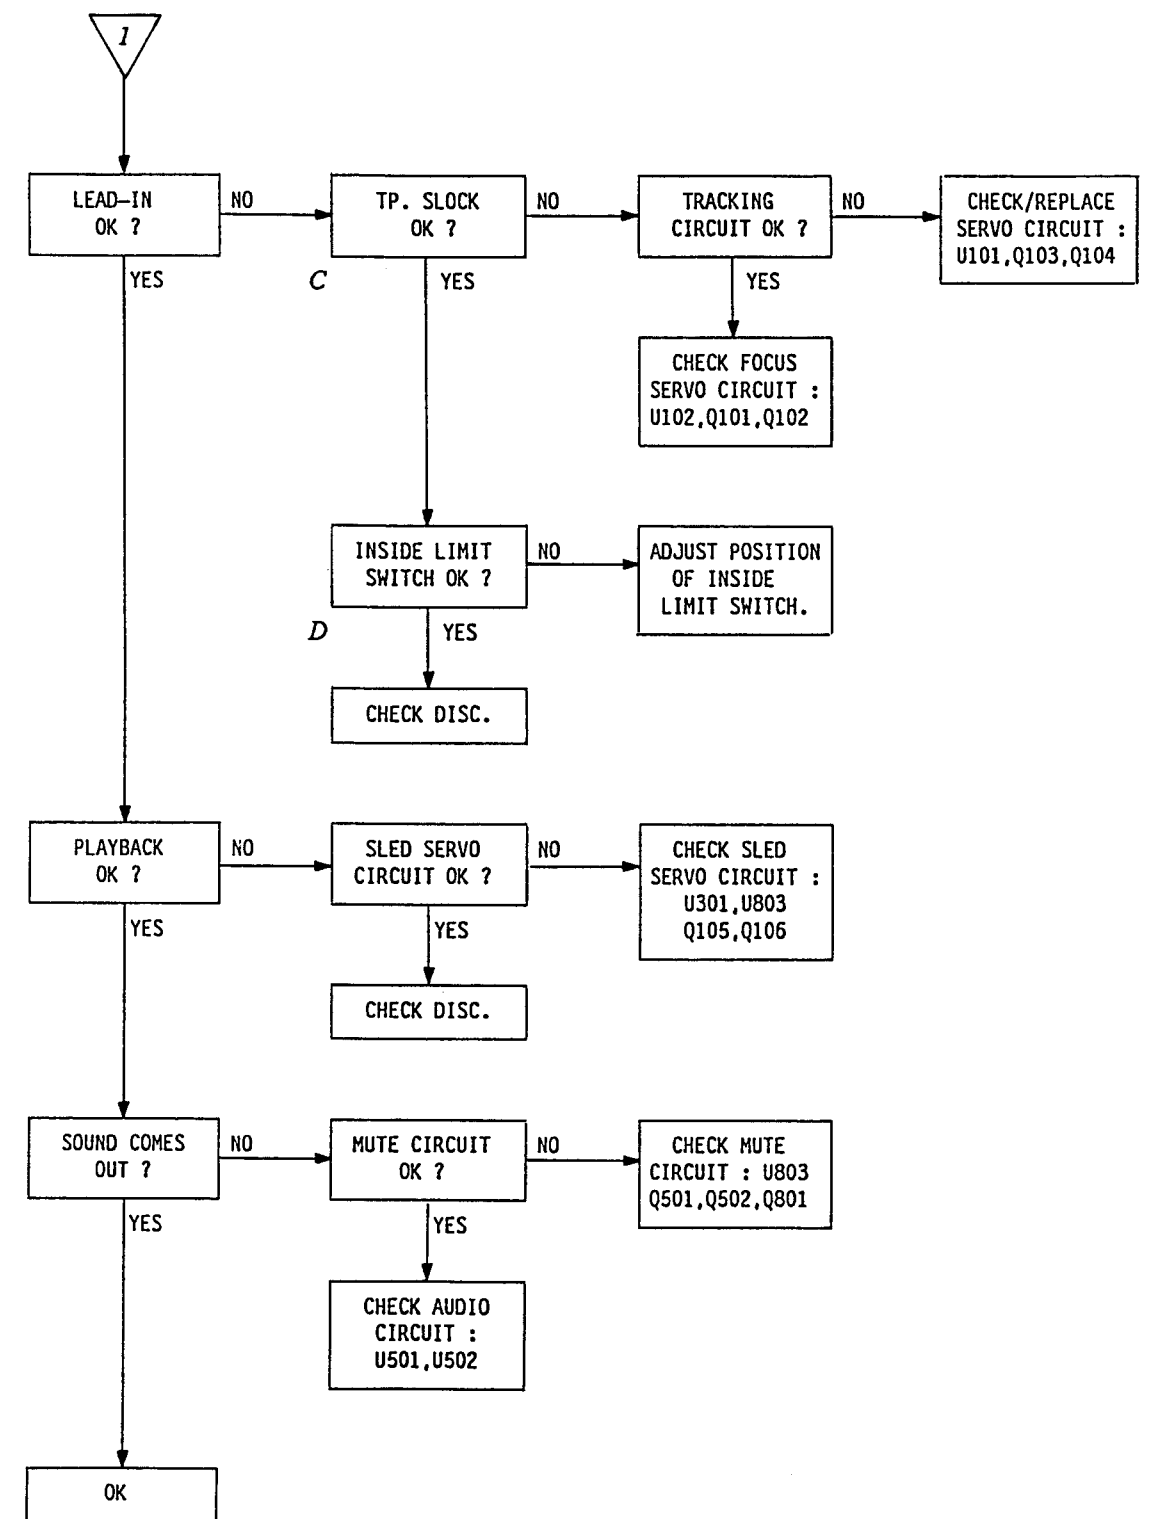 1
LEAD-IN
OK ?
NO
YES
TP. SLOCK
OK ?
NO
C
YES
TRACKING
CIRCUIT OK ?
NO
YES
CHECK/REPLACE
SERVO CIRCUIT :
U101,Q103,Q104
CHECK FOCUS
SERVO CIRCUIT :
U102,Q101,Q102
INSIDE LIMIT
SWITCH OK ?
NO
D
YES
ADJUST POSITION
OF INSIDE
LIMIT SWITCH.
CHECK DISC.
PLAYBACK
OK ?
NO
YES
SLED SERVO
CIRCUIT OK ?
NO
YES
CHECK SLED
SERVO CIRCUIT :
U301,U803
Q105,Q106
CHECK DISC.
SOUND COMES
OUT ?
NO
YES
MUTE CIRCUIT
OK ?
NO
YES
CHECK MUTE
CIRCUIT : U803
Q501,Q502,Q801
CHECK AUDIO
CIRCUIT :
U501,U502
OK